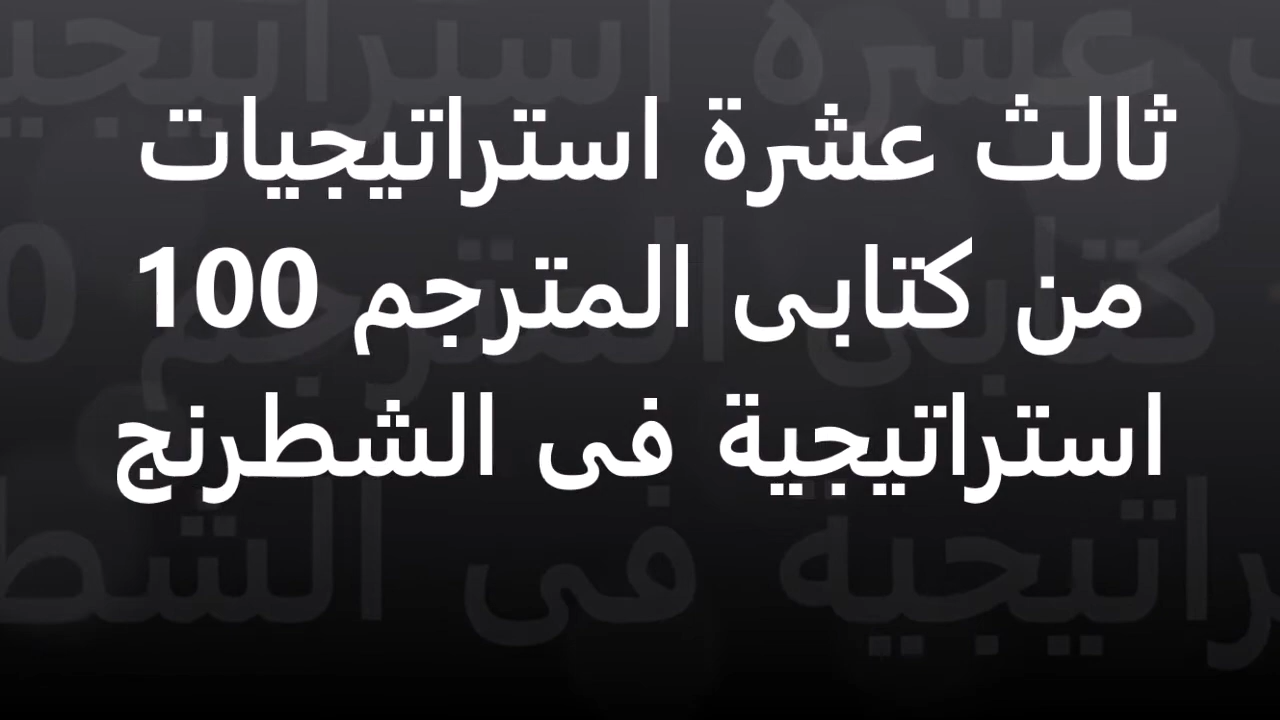 ثالث عشرة استراتيجيات
من كتابى المترجم 100
استراتيجية فى الشطرنج